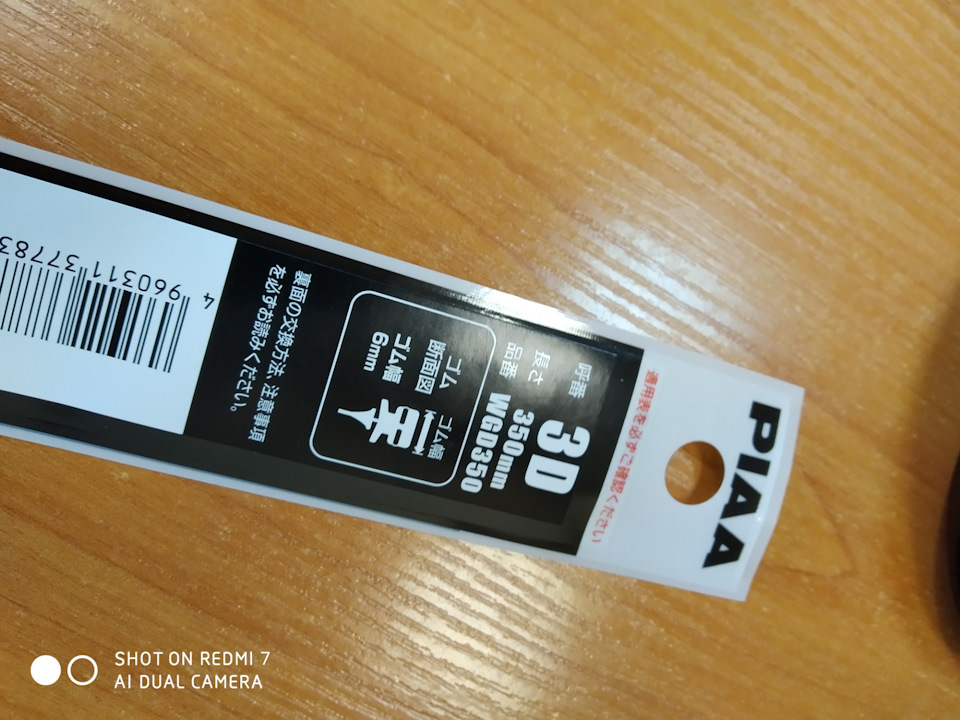 PIAA
適用表を必ずご確認ください
呼番 3D
長さ 350mm
品番 WGD350
ゴム
断面図
ゴム幅
6mm
ゴム幅
裏面の交換方法、注意事項
を必ずお読みください。
4 960311 37783
SHOT ON REDMI 7
AI DUAL CAMERA